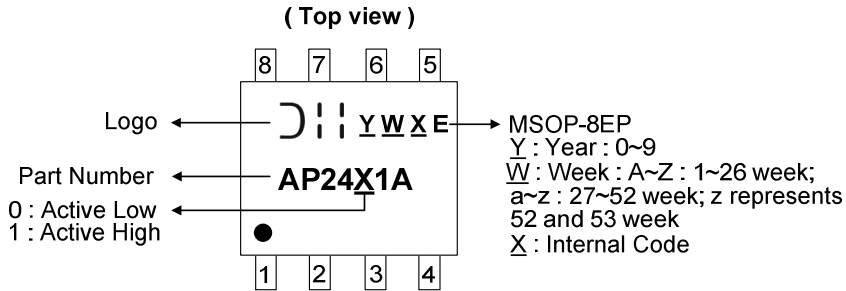 ( Top view )
8 7 6 5
Logo
Y W X E
MSOP-8EP
Y : Year : 0~9
W : Week : A~Z : 1~26 week;
a~z : 27~52 week; z represents
52 and 53 week
X : Internal Code
Part Number
AP24X1A
0 : Active Low
1 : Active High
1 2 3 4